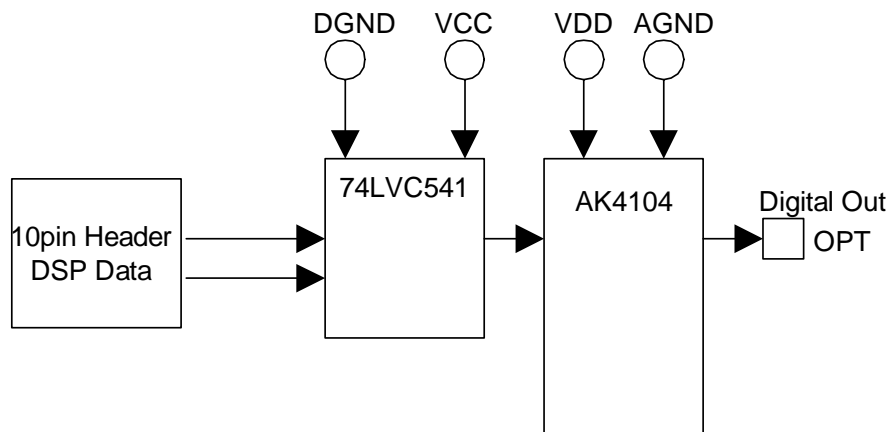 DGND
VCC
VDD
AGND
74LVC541
AK4104
10pin Header
DSP Data
Digital Out
OPT